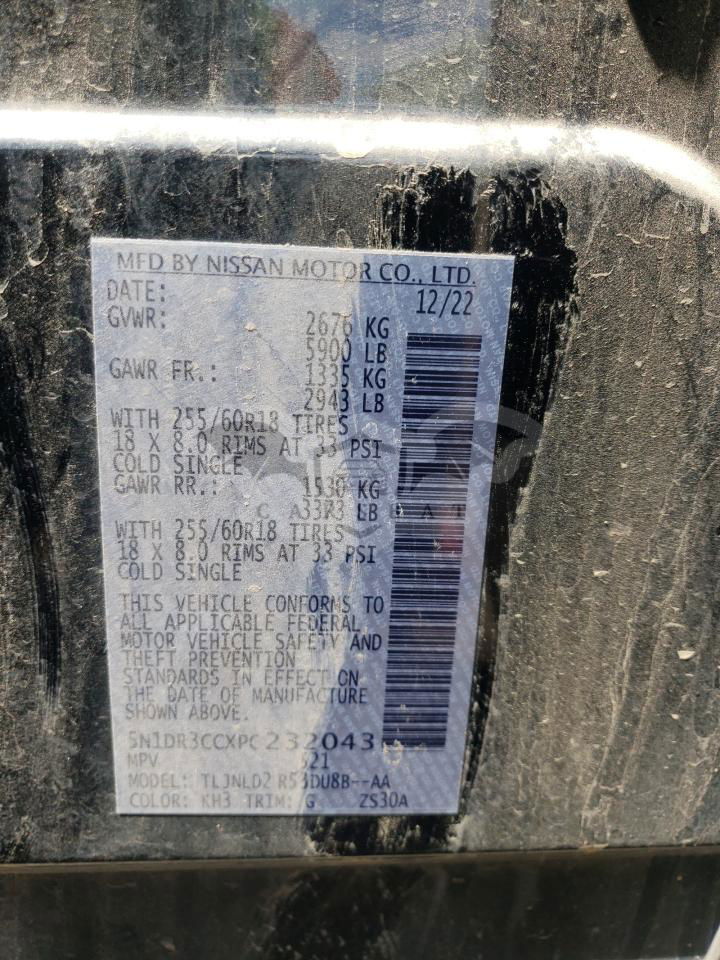 MFD BY NISSAN MOTOR CO., LTD.
DATE: 12/22
GVWR: 2676 KG
5900 LB
GAWR FR.: 1335 KG
2943 LB
WITH 255/60R18 TIRES
18 X 8.0 RIMS AT 33 PSI
COLD SINGLE
GAWR RR.: 1530 KG
3373 LB
WITH 255/60R18 TIRES
18 X 8.0 RIMS AT 33 PSI
COLD SINGLE
THIS VEHICLE CONFORMS TO
ALL APPLICABLE FEDERAL
MOTOR VEHICLE SAFETY AND
THEFT PREVENTION
STANDARDS IN EFFECT ON
THE DATE OF MANUFACTURE
SHOWN ABOVE.
5N1DR3CCXPC232043
MPV 521
MODEL: TLJNLD2 R53DU8B--AA
COLOR: KH3 TRIM: G ZS30A